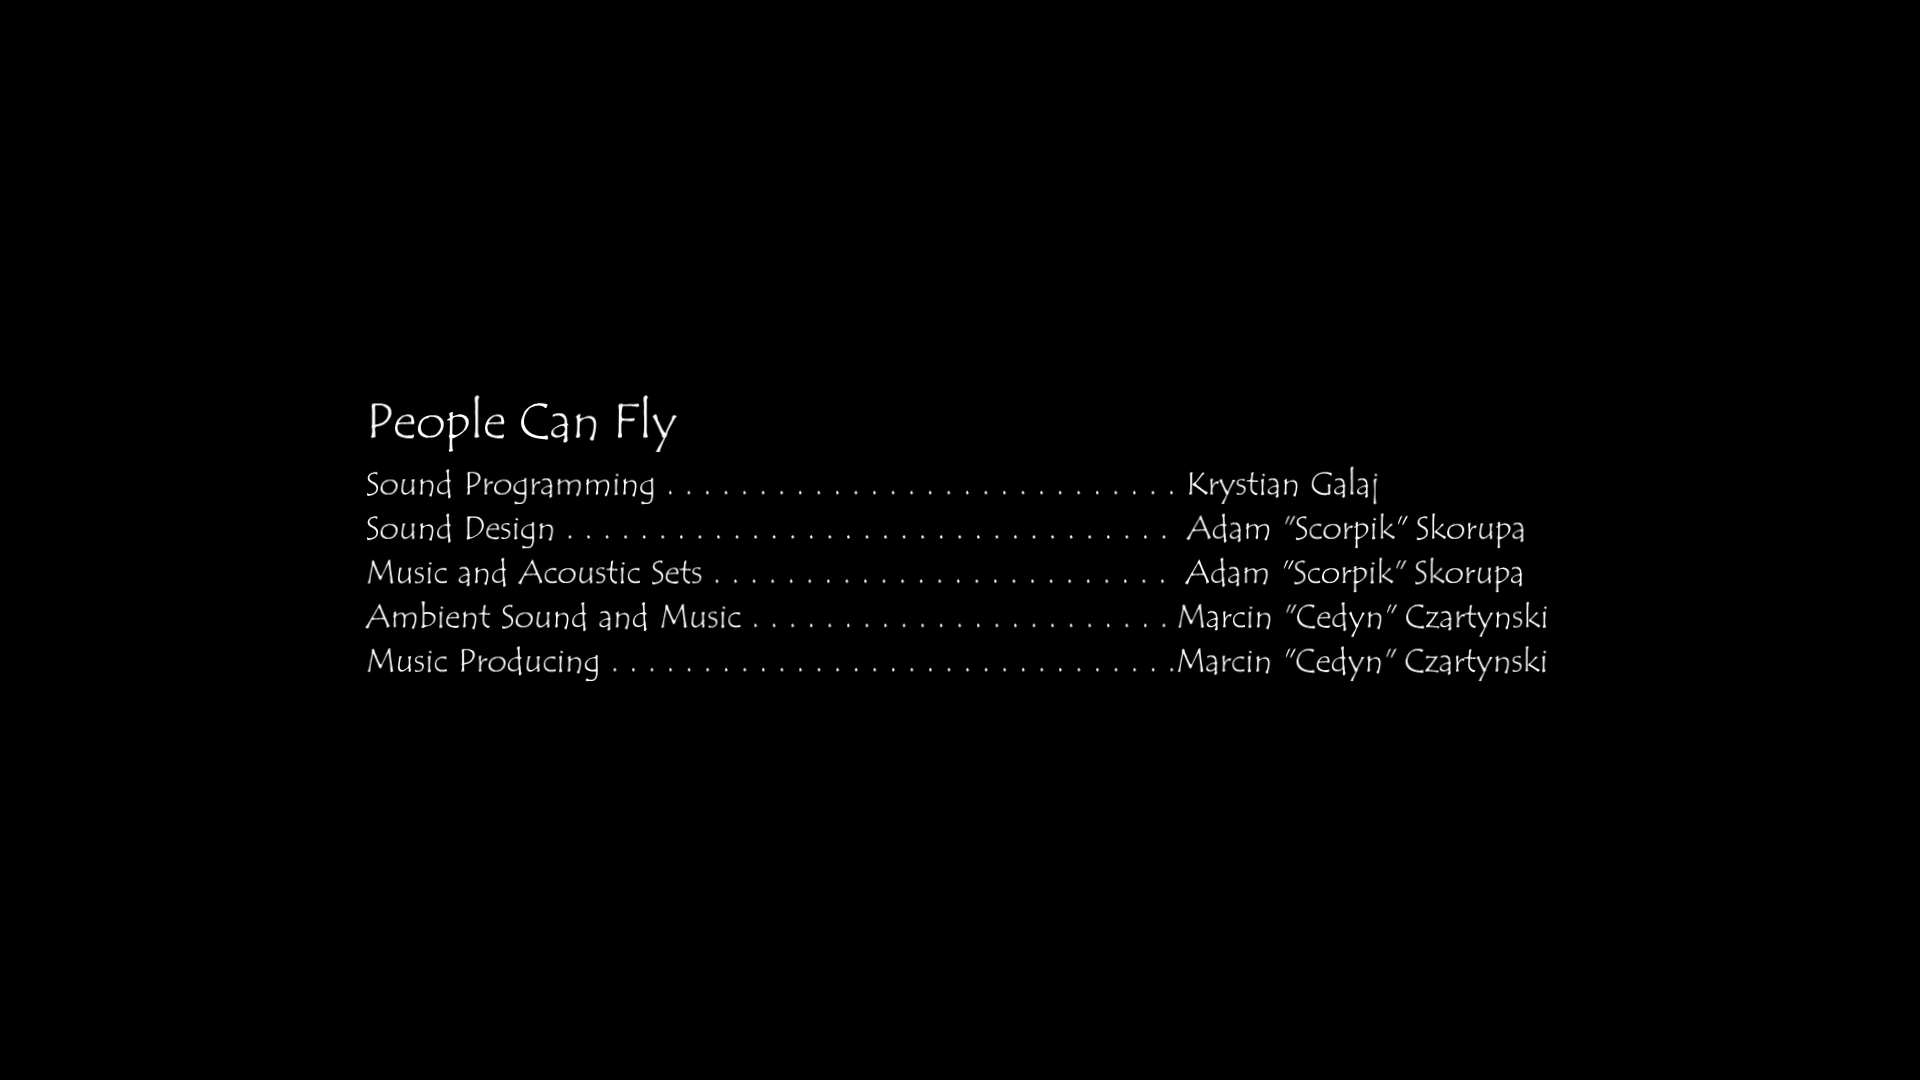 People Can Fly
Sound Programming . . . . . . . . . . . . . . . . . . . . . . . . . . . . Krystian Galaj
Sound Design . . . . . . . . . . . . . . . . . . . . . . . . . . . . . . . . . Adam "Scorpik" Skorupa
Music and Acoustic Sets . . . . . . . . . . . . . . . . . . . . . . . . . Adam "Scorpik" Skorupa
Ambient Sound and Music . . . . . . . . . . . . . . . . . . . . . . . Marcin "Cedyn" Czartynski
Music Producing . . . . . . . . . . . . . . . . . . . . . . . . . . . . . . .Marcin "Cedyn" Czartynski